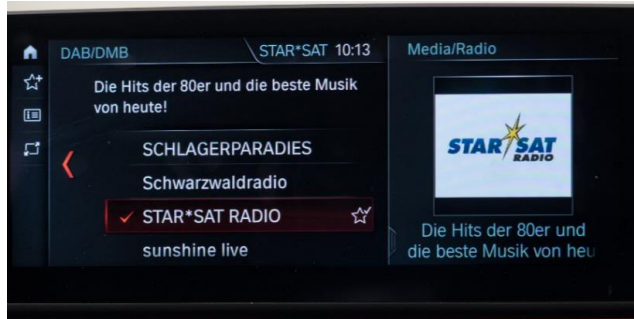 DAB/DMB
STAR*SAT 10:13
Die Hits der 80er und die beste Musik
von heute!
SCHLAGERPARADIES
Schwarzwaldradio
STAR*SAT RADIO
sunshine live
Media/Radio
STAR SAT
RADIO
Die Hits der 80er und
die beste Musik von heu